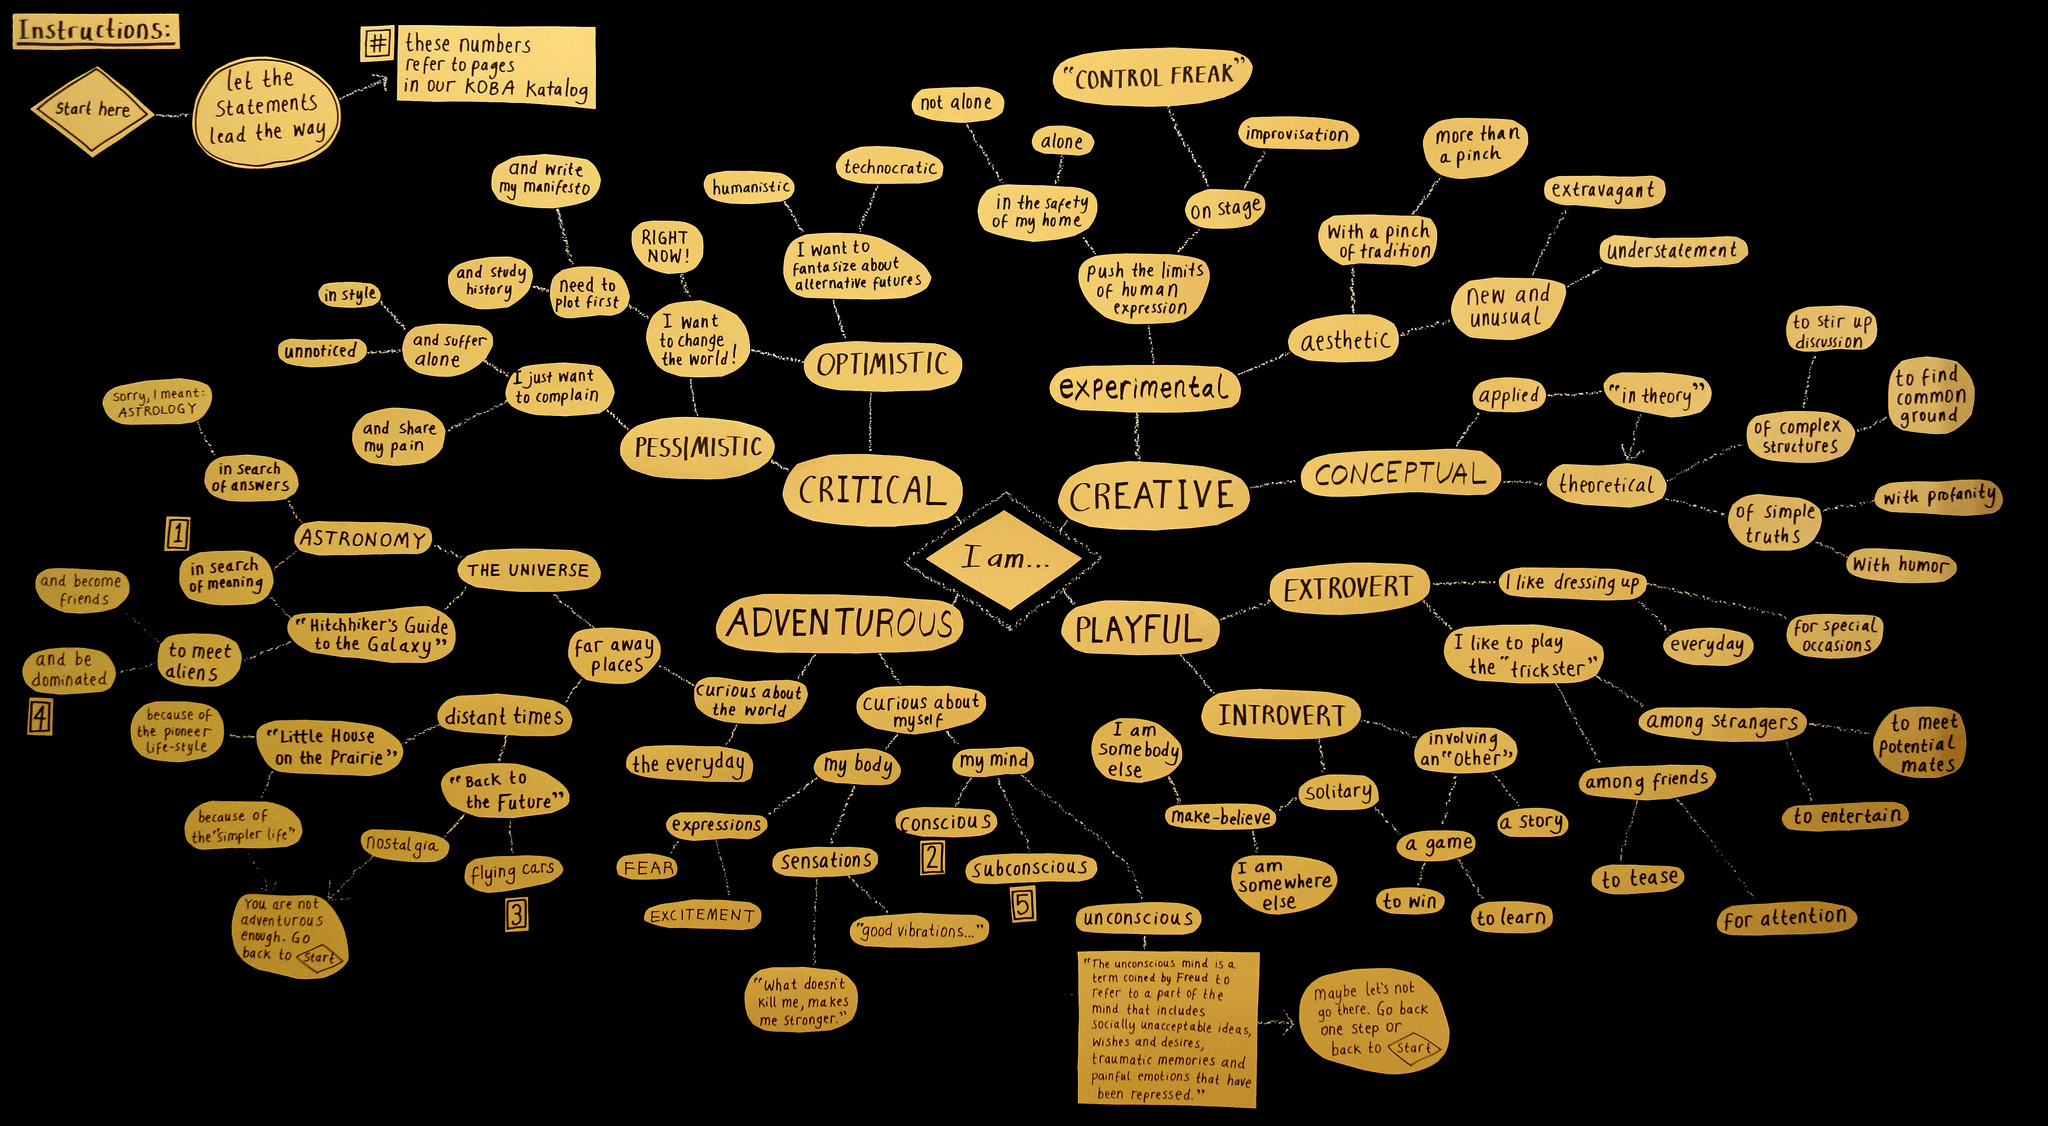 Instructions:
Start here
let the
statements
lead the way
#
these numbers
refer to pages
in our KOBA Katalog
I am...
CRITICAL
OPTIMISTIC
I want to
fantasize about
alternative futures
humanistic
technocratic
I want
to change
the world!
RIGHT
NOW!
need to
plot first
and write
my manifesto
and study
history
PESSIMISTIC
I just want
to complain
and suffer
alone
in style
unnoticed
and share
my pain
CREATIVE
experimental
push the limits
of human
expression
in the safety
of my home
not alone
alone
on stage
"CONTROL FREAK"
improvisation
aesthetic
With a pinch
of tradition
more than
a pinch
new and
unusual
extravagant
understatement
CONCEPTUAL
applied
"in theory"
theoretical
of complex
structures
to stir up
discussion
to find
common
ground
of simple
truths
with profanity
With humor
PLAYFUL
EXTROVERT
I like dressing up
everyday
for special
occasions
I like to play
the "trickster"
among strangers
to meet
potential
mates
to entertain
among friends
to tease
for attention
INTROVERT
involving
an "Other"
a story
a game
to win
to learn
solitary
make-believe
I am
somebody
else
I am
somewhere
else
ADVENTUROUS
curious about
the world
the everyday
far away
places
THE UNIVERSE
ASTRONOMY
in search
of answers
sorry, I meant:
ASTROLOGY
in search
of meaning
1
"Hitchhiker's Guide
to the Galaxy"
to meet
aliens
and become
friends
and be
dominated
4
distant times
"Little House
on the Prairie"
because of
the pioneer
life-style
because of
the "simpler life"
"Back to
the Future"
nostalgia
flying cars
3
You are not
adventurous
enough. Go
back to Start
curious about
myself
my body
expressions
FEAR
EXCITEMENT
sensations
"What doesn't
kill me, makes
me stronger."
"good vibrations..."
my mind
conscious
2
subconscious
5
unconscious
"The unconscious mind is a
term coined by Freud to
refer to a part of the
mind that includes
socially unacceptable ideas,
wishes and desires,
traumatic memories and
painful emotions that have
been repressed."
maybe let's not
go there. Go back
one step or
back to Start